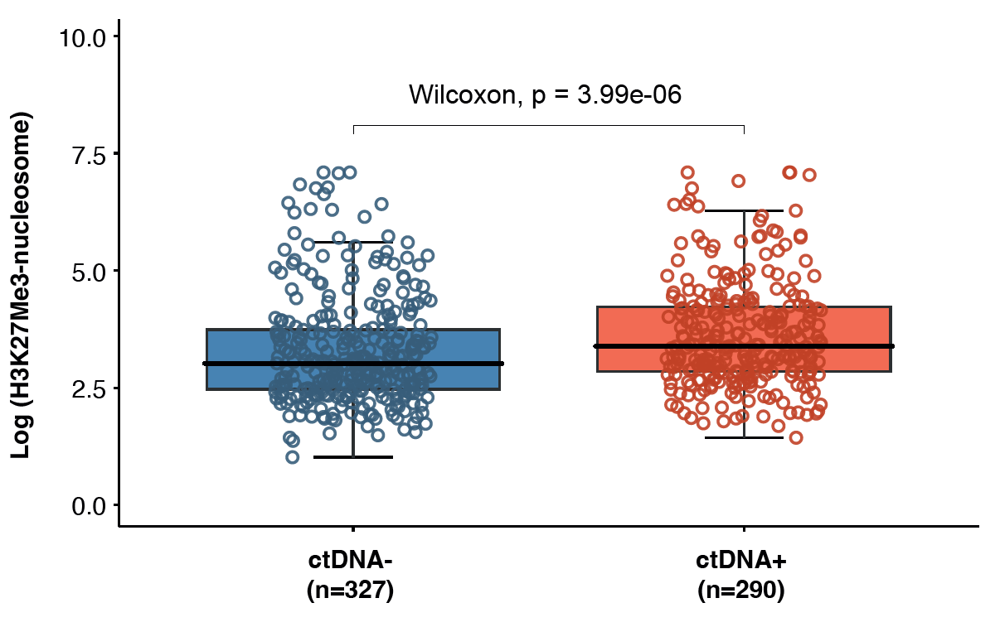 Wilcoxon, p = 3.99e-06
Log (H3K27Me3-nucleosome)
10.0
7.5
5.0
2.5
0.0
ctDNA-
(n=327)
ctDNA+
(n=290)